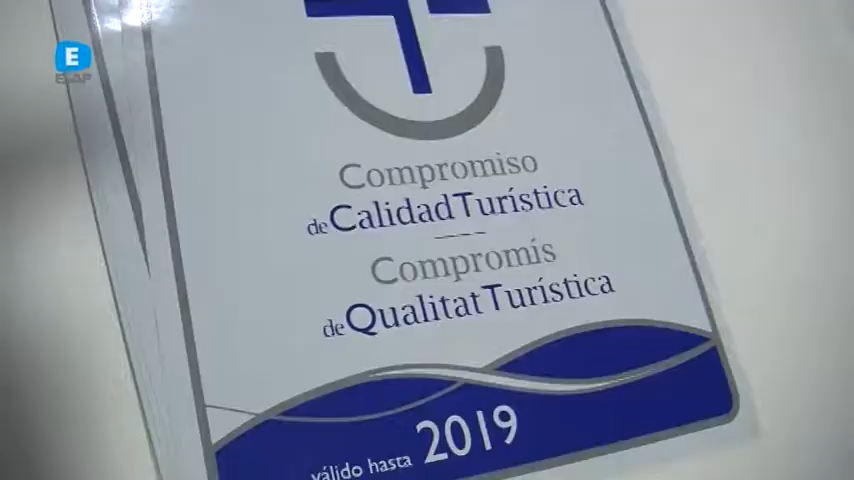 E
Compromiso
de Calidad Turística
Compromís
de Qualitat Turística
válido hasta 2019